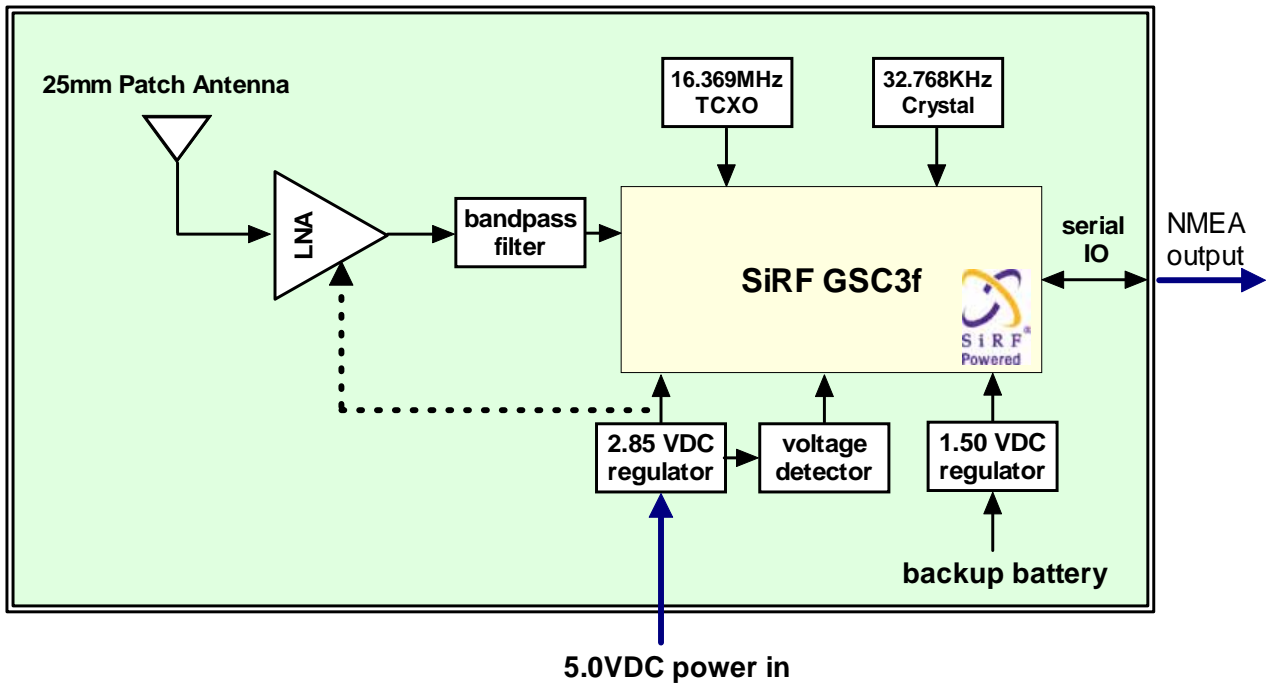 25mm Patch Antenna
16.369MHz
TCXO
32.768KHz
Crystal
LNA
bandpass
filter
SiRF GSC3f
SiRF®
Powered
serial
IO
NMEA
output
2.85 VDC
regulator
voltage
detector
1.50 VDC
regulator
backup battery
5.0VDC power in